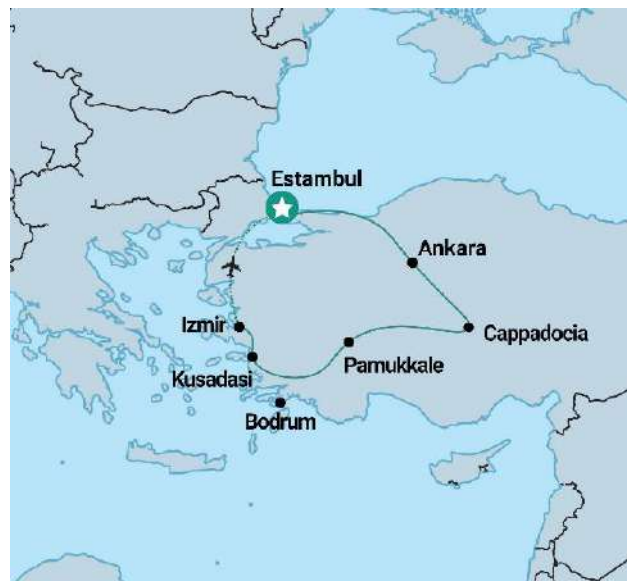 Estambul
Ankara
Izmir
Cappadocia
Kusadasi
Pamukkale
Bodrum